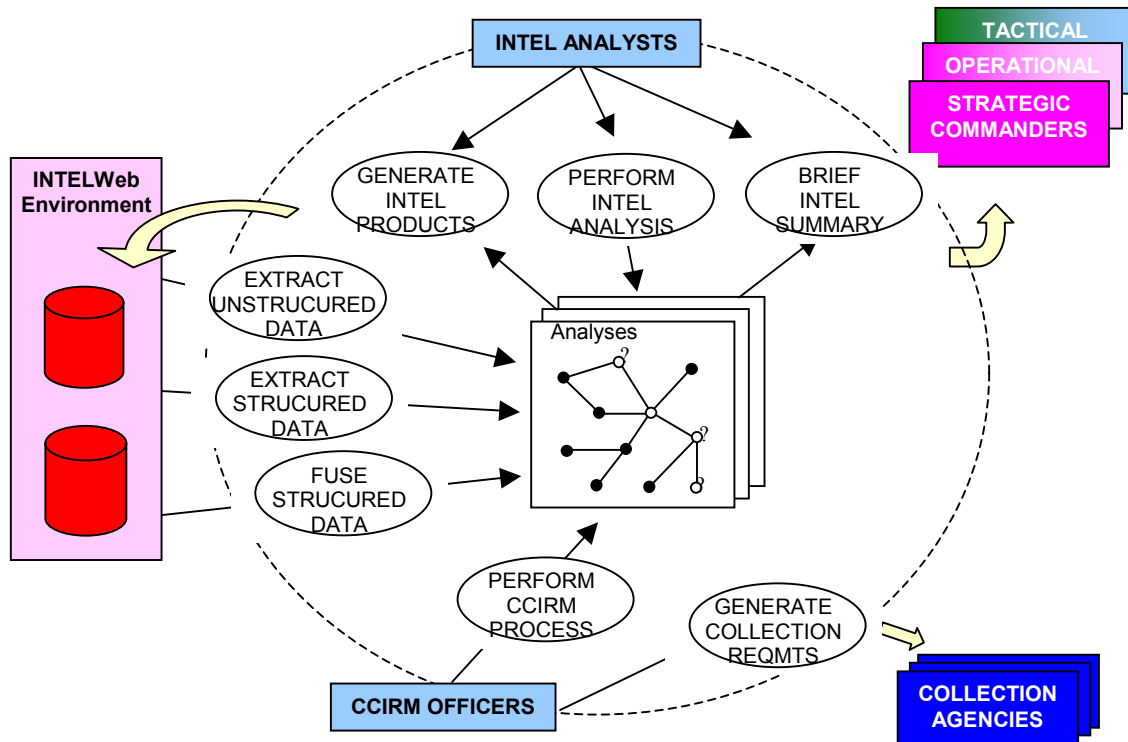 INTEL ANALYSTS
TACTICAL
OPERATIONAL
STRATEGIC
COMMANDERS
INTELWeb
Environment
GENERATE
INTEL
PRODUCTS
PERFORM
INTEL
ANALYSIS
BRIEF
INTEL
SUMMARY
EXTRACT
UNSTRUCURED
DATA
EXTRACT
STRUCURED
DATA
FUSE
STRUCURED
DATA
Analyses
?
?
?
PERFORM
CCIRM
PROCESS
GENERATE
COLLECTION
REQMTS
CCIRM OFFICERS
COLLECTION
AGENCIES